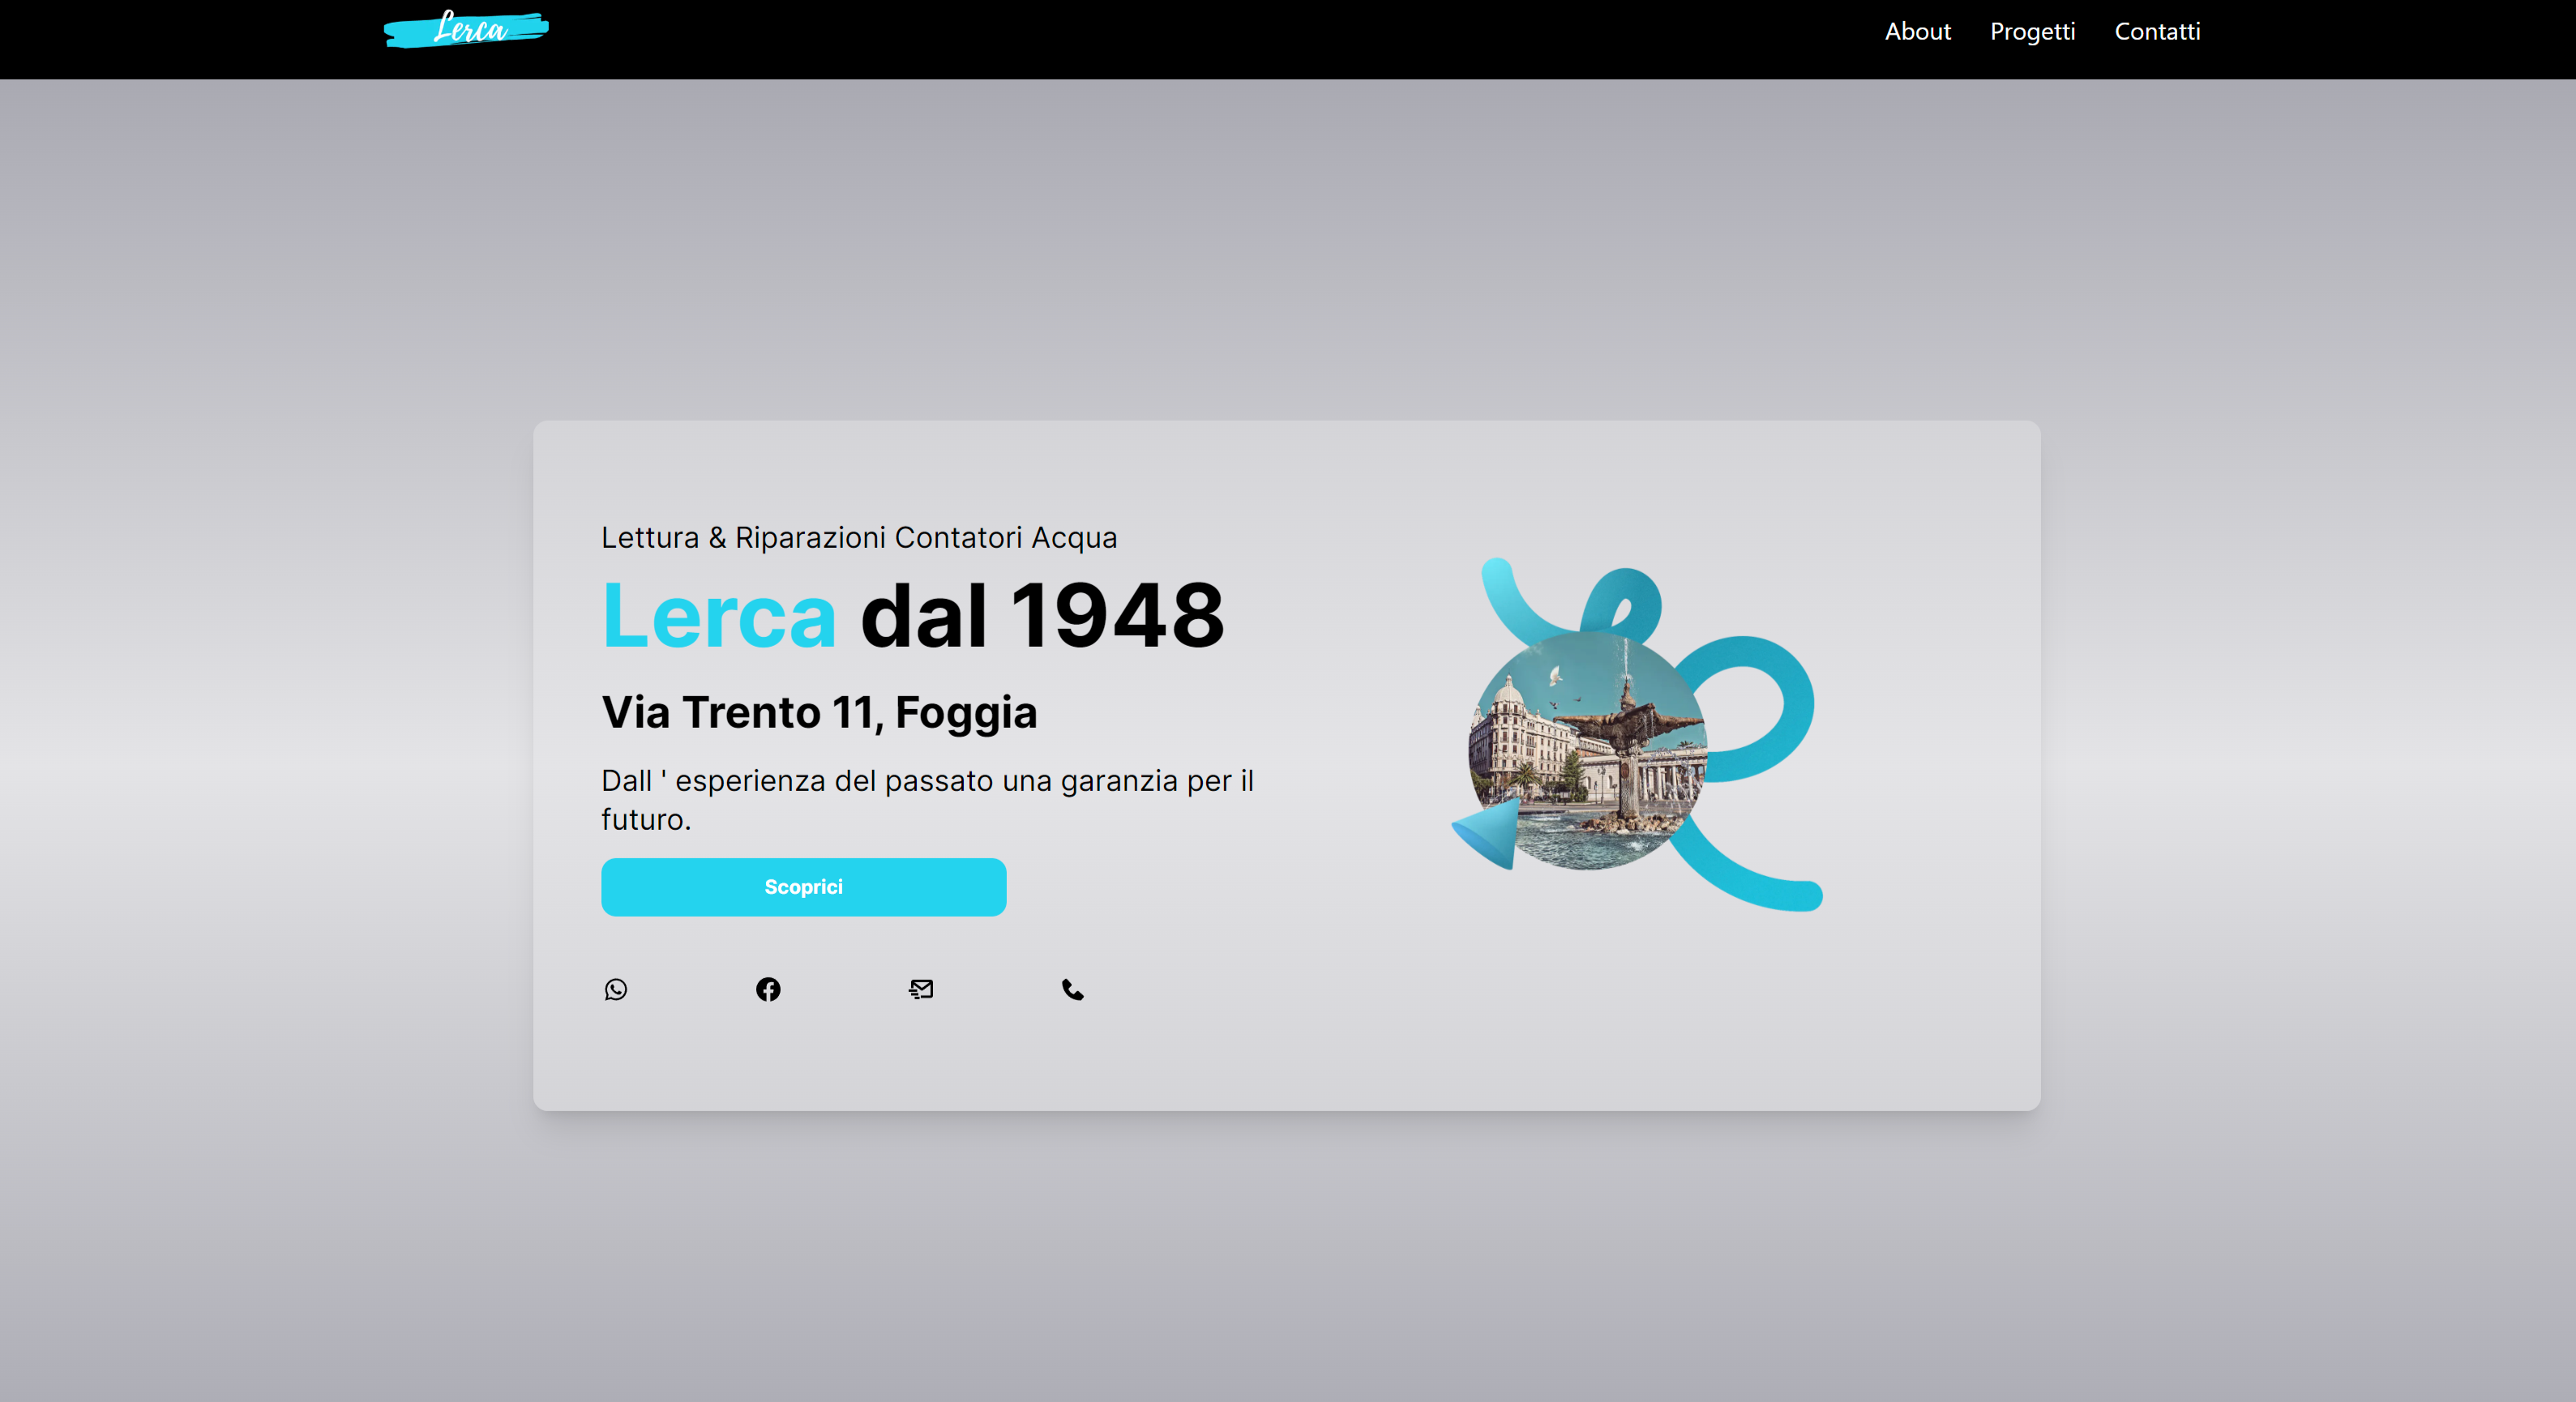 Lerca
About Progetti Contatti
Lettura & Riparazioni Contatori Acqua
Lerca dal 1948
Via Trento 11, Foggia
Dall ' esperienza del passato una garanzia per il
futuro.
Scoprici